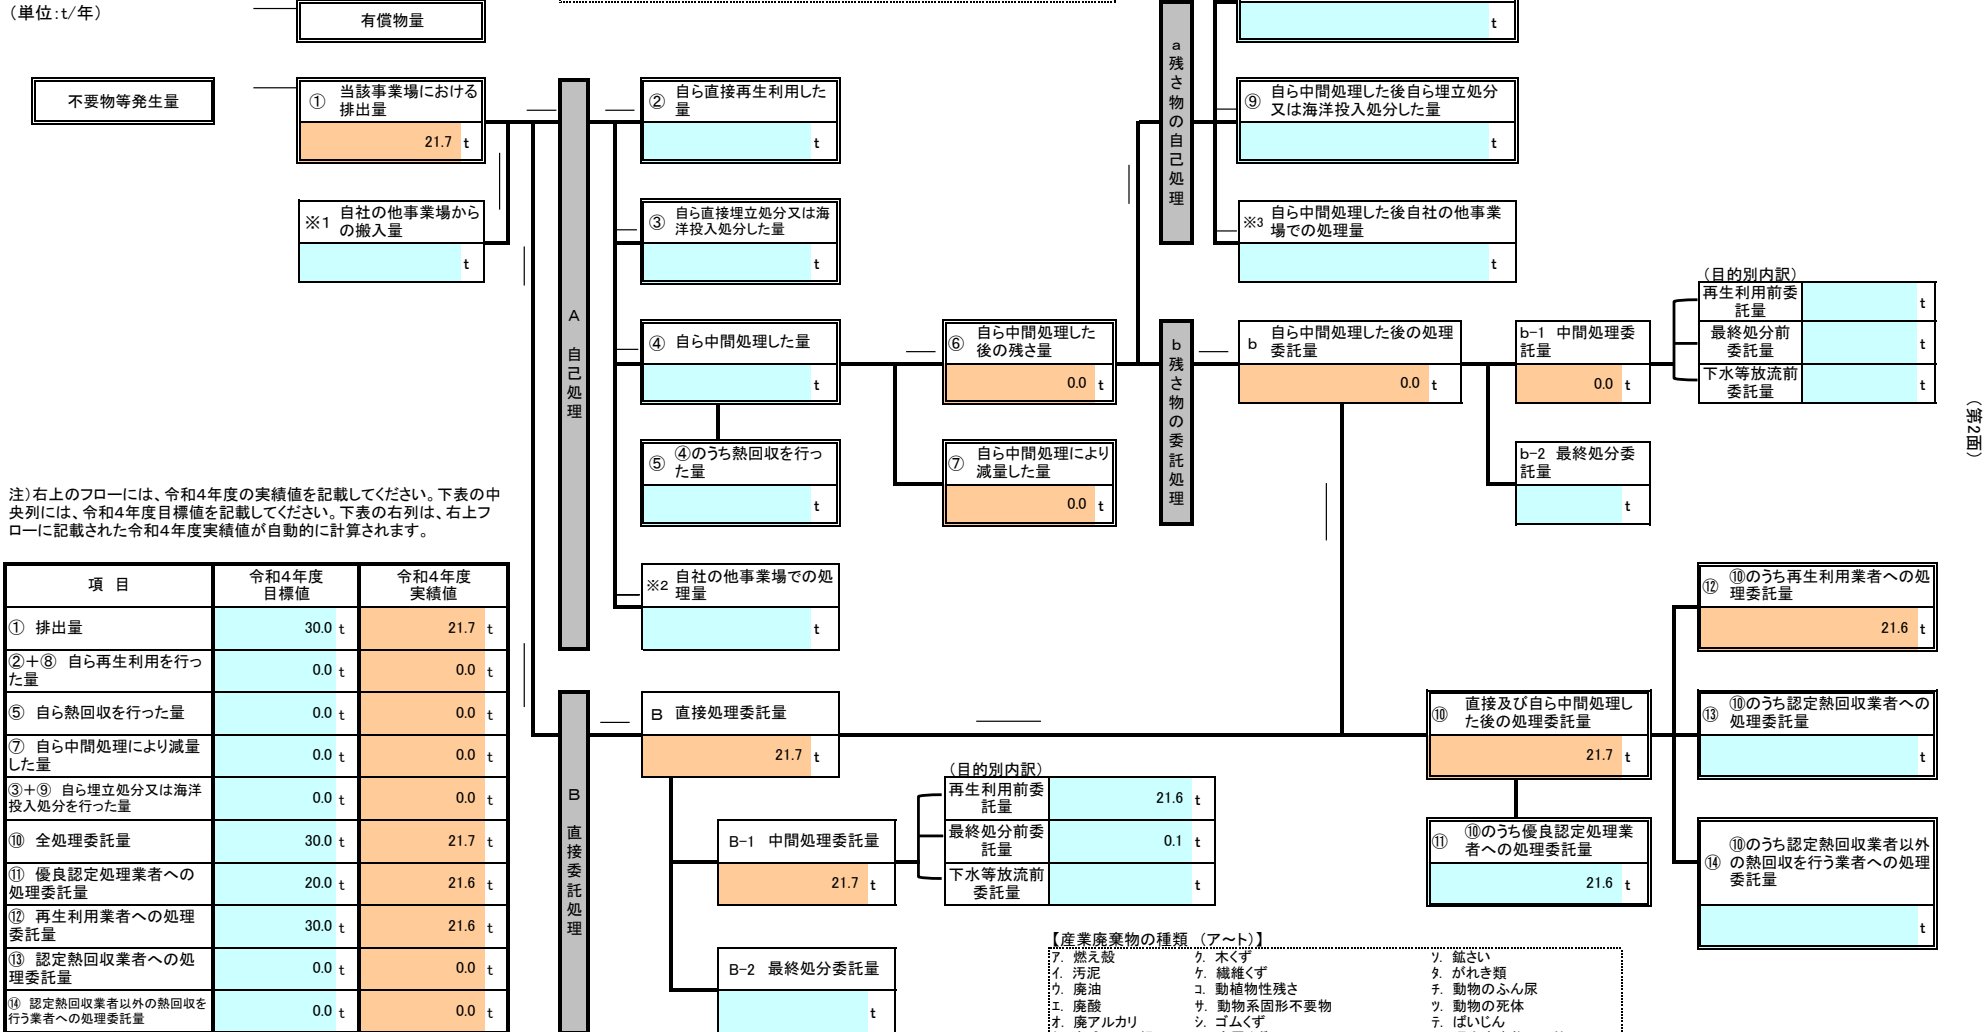 （単位：t/年）
有償物量
t
不要物等発生量
① 当該事業場における
排出量
21.7 t
※1 自社の他事業場から
の搬入量
t
A 自己処理
② 自ら直接再生利用した
量
t
③ 自ら直接埋立処分又は海
洋投入処分した量
t
④ 自ら中間処理した量
t
⑤ ④のうち熱回収を行っ
た量
t
※2 自社の他事業場での処
理量
t
⑥ 自ら中間処理した
後の残さ量
0.0 t
⑦ 自ら中間処理により
減量した量
0.0 t
a 残さ物の自己処理
⑨ 自ら中間処理した後自ら埋立処分
又は海洋投入処分した量
t
※3 自ら中間処理した後自社の他事業
場での処理量
t
b 残さ物の委託処理
b 自ら中間処理した後の処理
委託量
0.0 t
b-1 中間処理委
託量
0.0 t
b-2 最終処分委
託量
t
（目的別内訳）
再生利用前委
託量
t
最終処分前
委託量
t
下水等放流前
委託量
t
（第2面）
注）右上のフローには、令和4年度の実績値を記載してください。下表の中
央列には、令和4年度目標値を記載してください。下表の右列は、右上フ
ローに記載された令和4年度実績値が自動的に計算されます。
項 目 令和4年度
目標値 令和4年度
実績値
① 排出量 30.0 t 21.7 t
②＋⑧ 自ら再生利用を行っ
た量 0.0 t 0.0 t
⑤ 自ら熱回収を行った量 0.0 t 0.0 t
⑦ 自ら中間処理により減量
した量 0.0 t 0.0 t
③＋⑨ 自ら埋立処分又は海洋
投入処分を行った量 0.0 t 0.0 t
⑩ 全処理委託量 30.0 t 21.7 t
⑪ 優良認定処理業者への
処理委託量 20.0 t 21.6 t
⑫ 再生利用業者への処理
委託量 30.0 t 21.6 t
⑬ 認定熱回収業者への処
理委託量 0.0 t 0.0 t
⑭ 認定熱回収業者以外の熱回収を
行う業者への処理委託量 0.0 t 0.0 t
B 直接委託処理
B 直接処理委託量
21.7 t
B-1 中間処理委託量
21.7 t
B-2 最終処分委託量
t
（目的別内訳）
再生利用前委
託量 21.6 t
最終処分前委
託量 0.1 t
下水等放流前
委託量 t
⑩ 直接及び自ら中間処理し
た後の処理委託量
21.7 t
⑪ ⑩のうち優良認定処理業
者への処理委託量
21.6 t
⑫ ⑩のうち再生利用業者への処
理委託量
21.6 t
⑬ ⑩のうち認定熱回収業者への
処理委託量
t
⑭ ⑩のうち認定熱回収業者以外
の熱回収を行う業者への処理
委託量
t
【産業廃棄物の種類 （ア～ト）】
ア. 燃え殻 ク. 木くず ソ. 鉱さい
イ. 汚泥 ケ. 繊維くず タ. がれき類
ウ. 廃油 コ. 動植物性残さ チ. 動物のふん尿
エ. 廃酸 サ. 動物系固形不要物 ツ. 動物の死体
オ. 廃アルカリ シ. ゴムくず テ. ばいじん